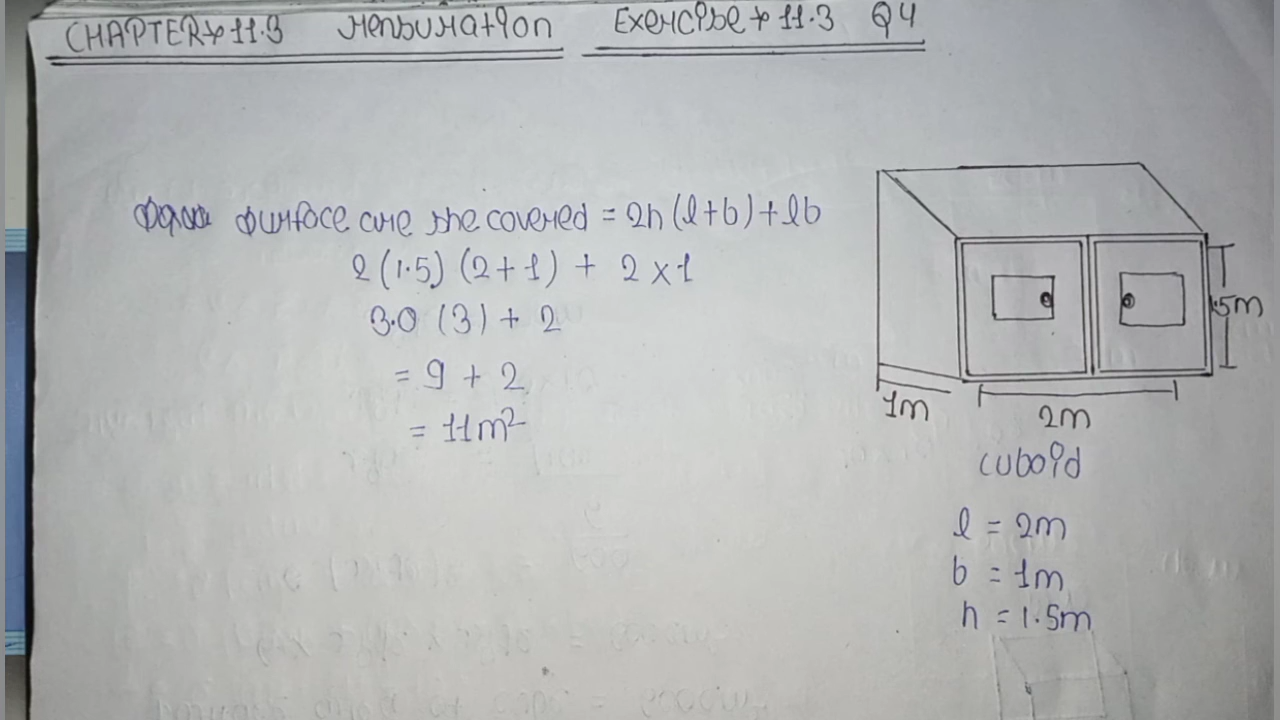 CHAPTER→11.3 Mensuration Exercise→11.3 Q4
surface are the covered = 2h(l+b)+lb
2(1.5)(2+1) + 2×1
3.0 (3) + 2
= 9 + 2
= 11m²
.5m
1m
2m
cuboid
l = 2m
b = 1m
h = 1.5m